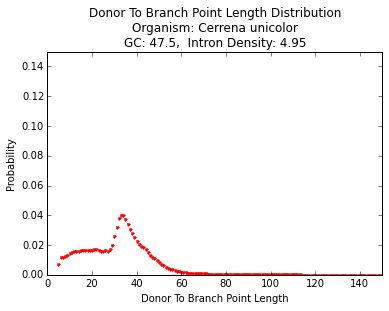 Donor To Branch Point Length Distribution
Organism: Cerrena unicolor
GC: 47.5,  Intron Density: 4.95
0.14
0.12
0.10
0.08
0.06
0.04
0.02
0.00
Probability
0 20 40 60 80 100 120 140
Donor To Branch Point Length